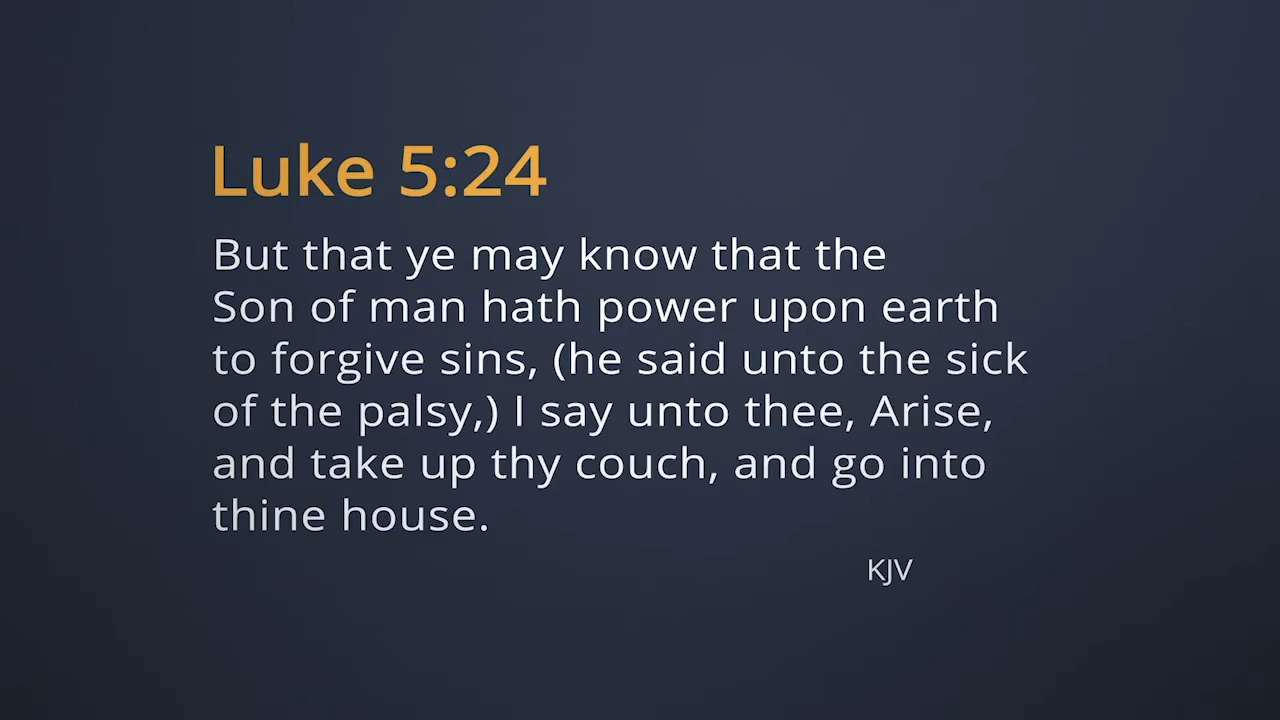 Luke 5:24
But that ye may know that the
Son of man hath power upon earth
to forgive sins, (he said unto the sick
of the palsy,) I say unto thee, Arise,
and take up thy couch, and go into
thine house.
KJV